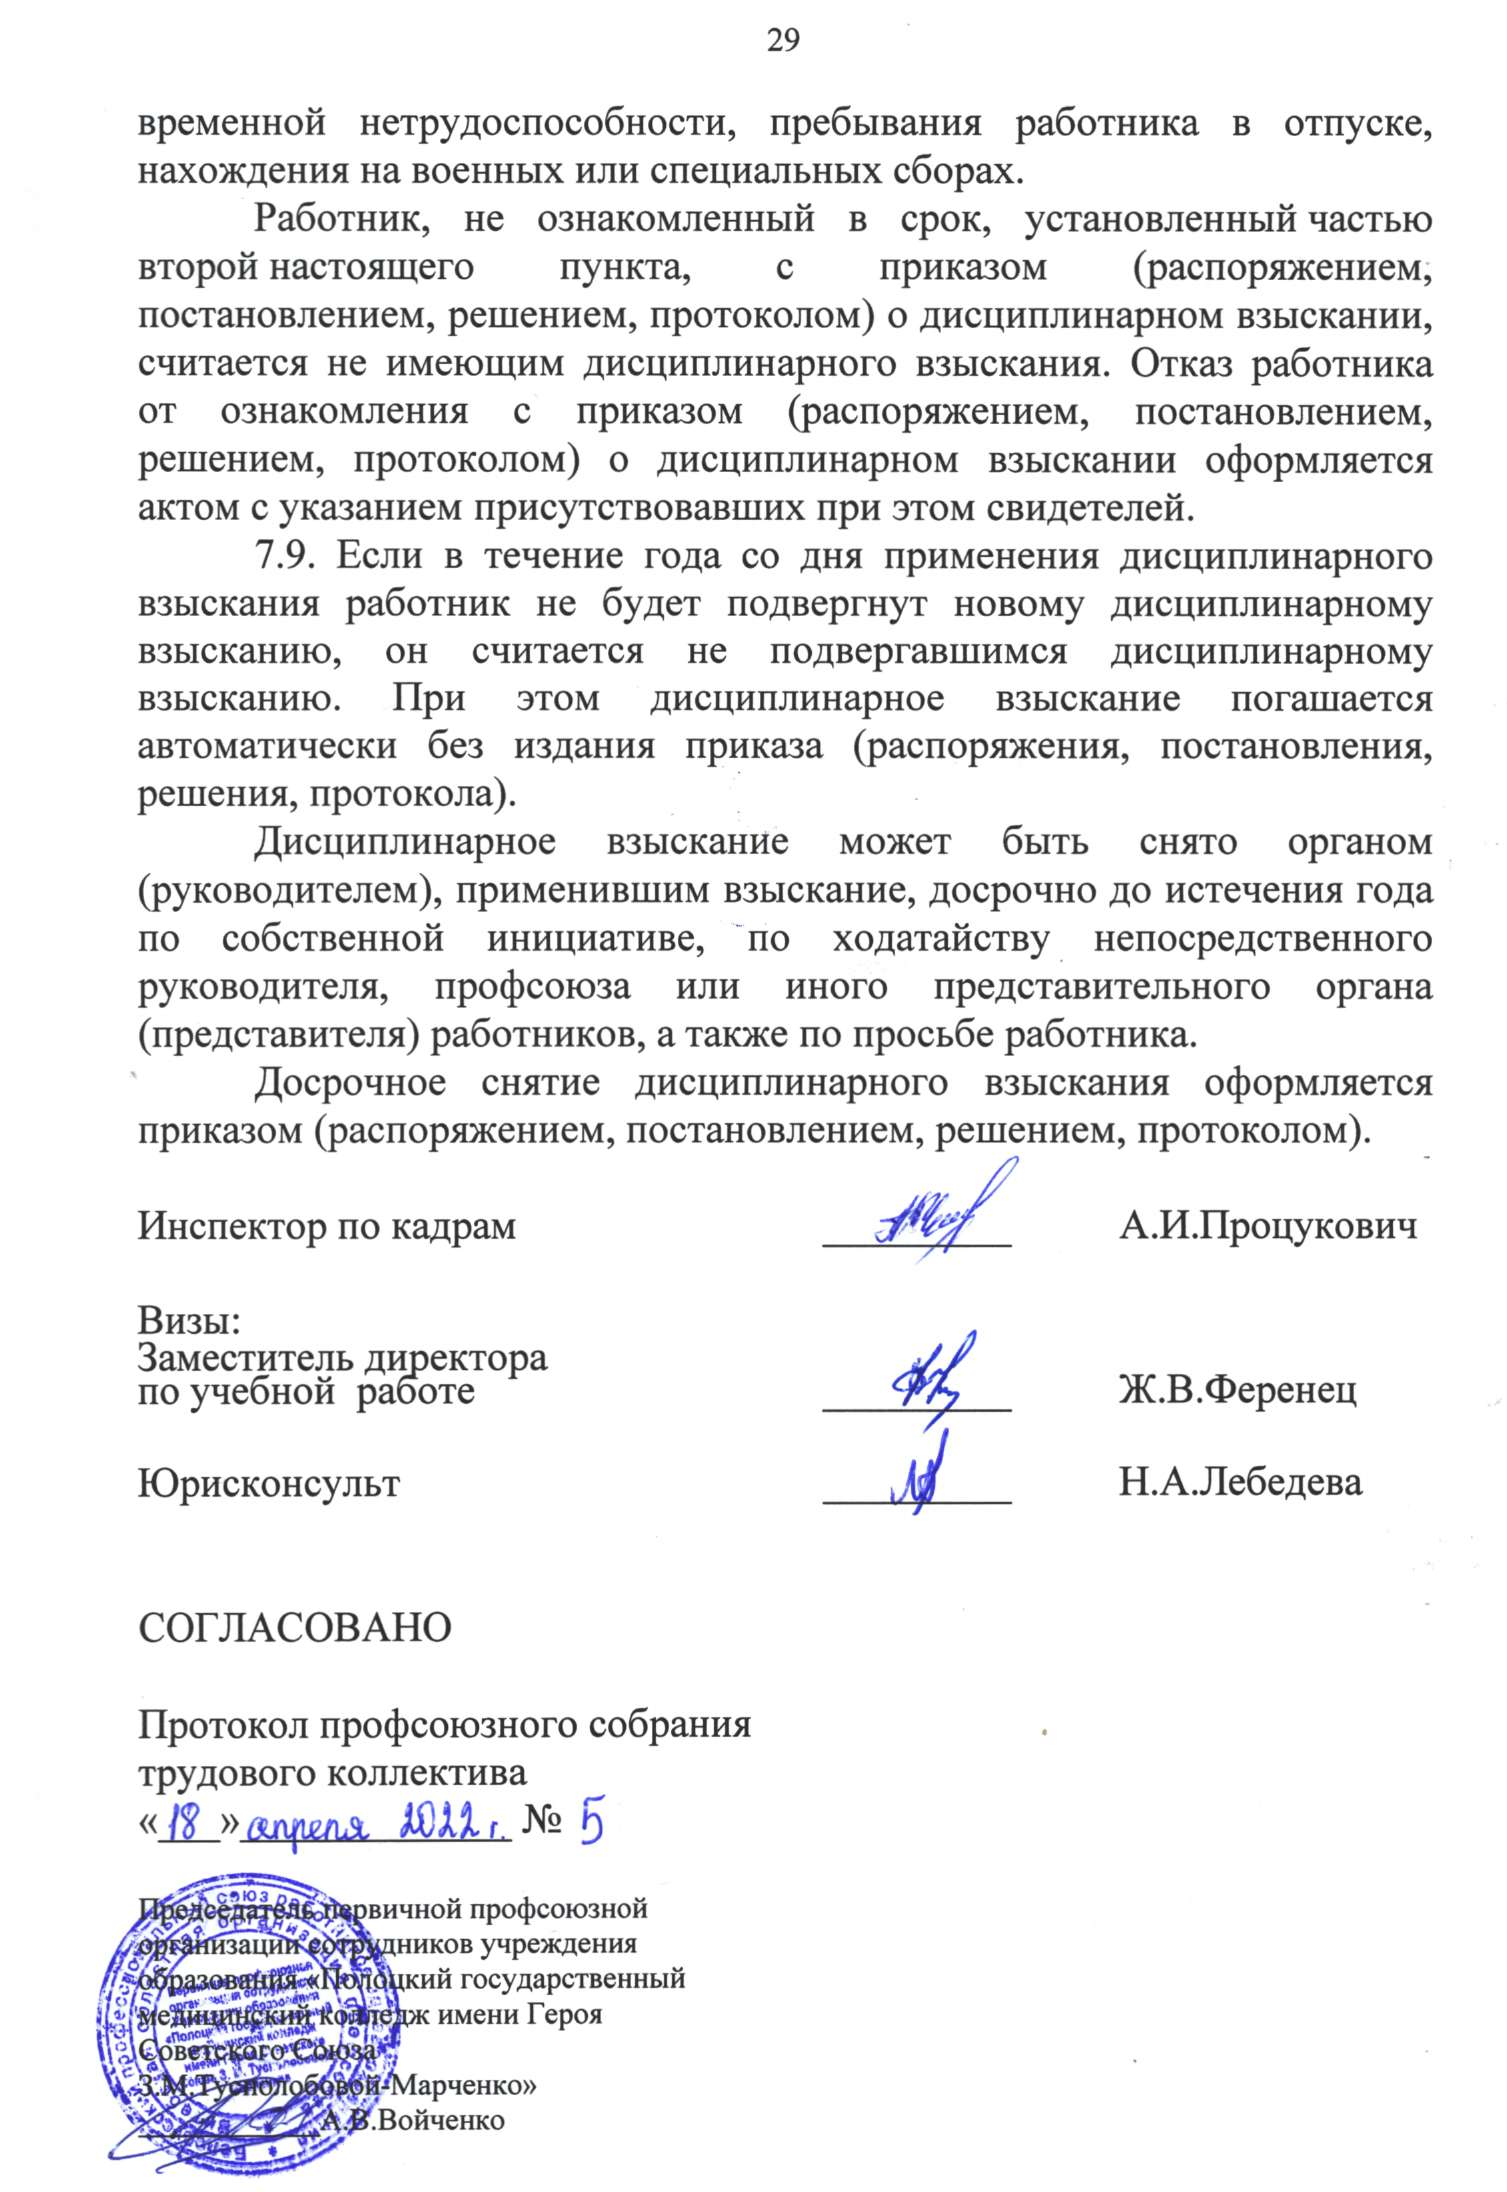 29
временной нетрудоспособности, пребывания работника в отпуске,
нахождения на военных или специальных сборах.
Работник, не ознакомленный в срок, установленный частью
второй настоящего пункта, с приказом (распоряжением,
постановлением, решением, протоколом) о дисциплинарном взыскании,
считается не имеющим дисциплинарного взыскания. Отказ работника
от ознакомления с приказом (распоряжением, постановлением,
решением, протоколом) о дисциплинарном взыскании оформляется
актом с указанием присутствовавших при этом свидетелей.
7.9. Если в течение года со дня применения дисциплинарного
взыскания работник не будет подвергнут новому дисциплинарному
взысканию, он считается не подвергавшимся дисциплинарному
взысканию. При этом дисциплинарное взыскание погашается
автоматически без издания приказа (распоряжения, постановления,
решения, протокола).
Дисциплинарное взыскание может быть снято органом
(руководителем), применившим взыскание, досрочно до истечения года
по собственной инициативе, по ходатайству непосредственного
руководителя, профсоюза или иного представительного органа
(представителя) работников, а также по просьбе работника.
Досрочное снятие дисциплинарного взыскания оформляется
приказом (распоряжением, постановлением, решением, протоколом).
Инспектор по кадрам А.И.Процукович
Визы:
Заместитель директора
по учебной работе Ж.В.Ференец
Юрисконсульт Н.А.Лебедева
СОГЛАСОВАНО
Протокол профсоюзного собрания
трудового коллектива
«18» апреля 2022 г. № 5
Председатель первичной профсоюзной
организации сотрудников учреждения
образования «Полоцкий государственный
медицинский колледж имени Героя
Советского Союза
З.М.Туснолобовой-Марченко»
А.В.Войченко